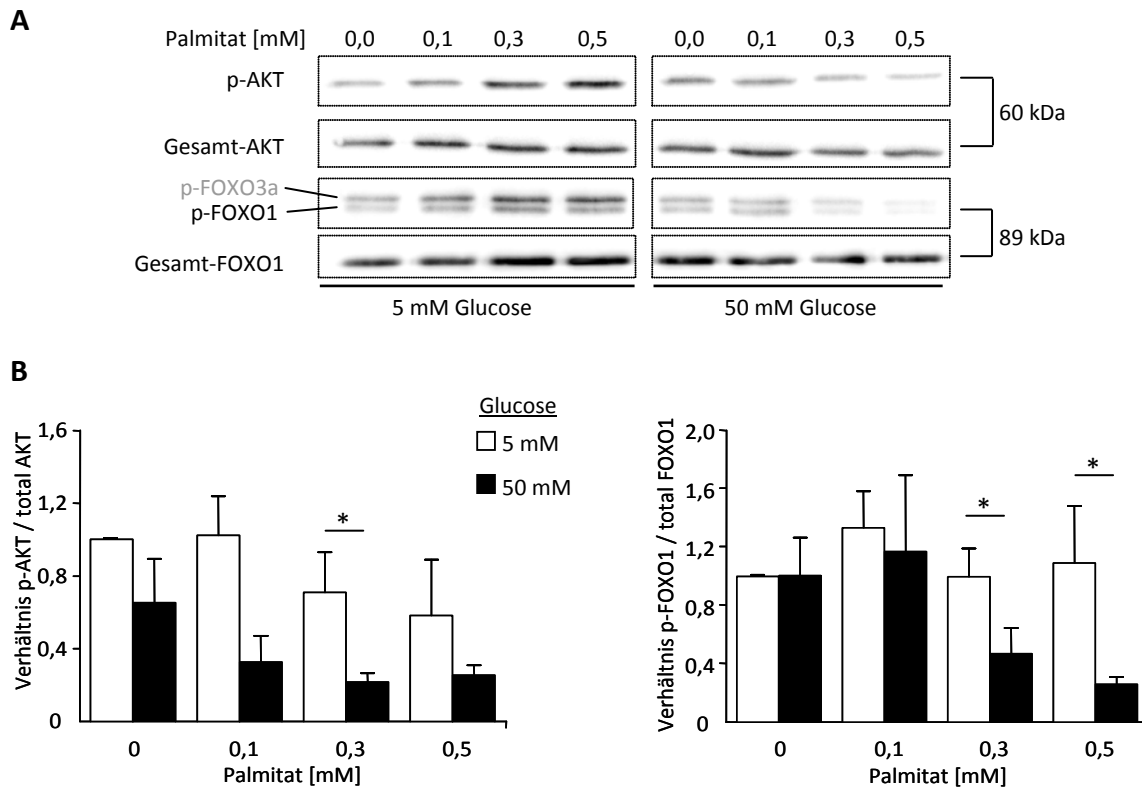 A
Palmitat [mM] 0,0 0,1 0,3 0,5 0,0 0,1 0,3 0,5
p-AKT
60 kDa
Gesamt-AKT
p-FOXO3a
p-FOXO1
89 kDa
Gesamt-FOXO1
5 mM Glucose 50 mM Glucose
B
Glucose
5 mM
50 mM
Verhältnis p-AKT / total AKT
1,6
1,2
0,8
0,4
0
*
0 0,1 0,3 0,5
Palmitat [mM]
Verhältnis p-FOXO1 / total FOXO1
2,0
1,6
1,2
0,8
0,4
0
*
*
0 0,1 0,3 0,5
Palmitat [mM]